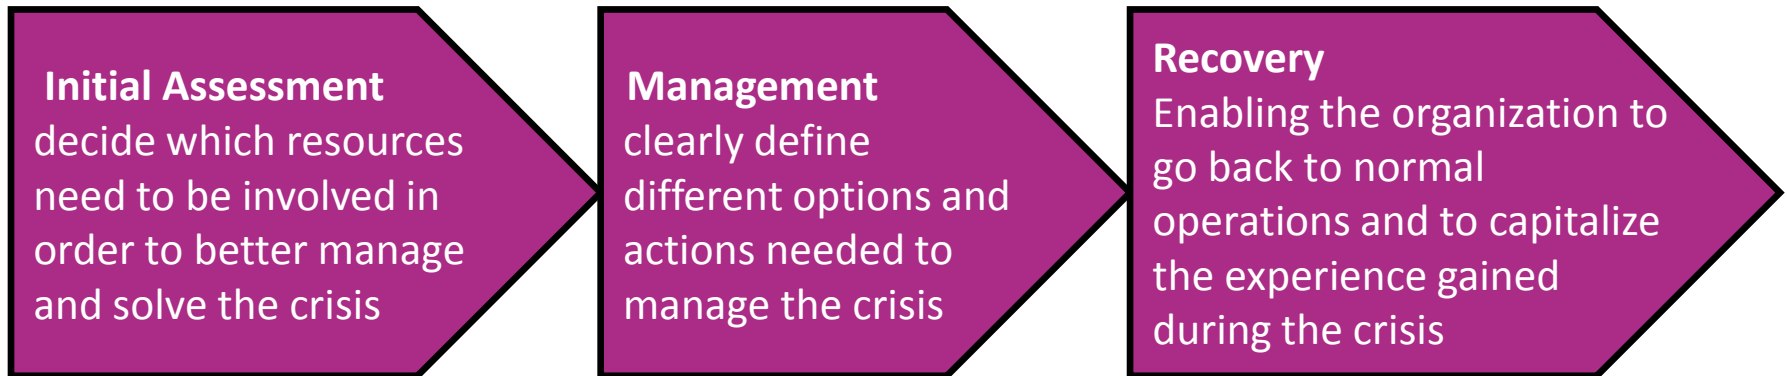 Initial Assessment
decide which resources
need to be involved in
order to better manage
and solve the crisis
Management
clearly define
different options and
actions needed to
manage the crisis
Recovery
Enabling the organization to
go back to normal
operations and to capitalize
the experience gained
during the crisis